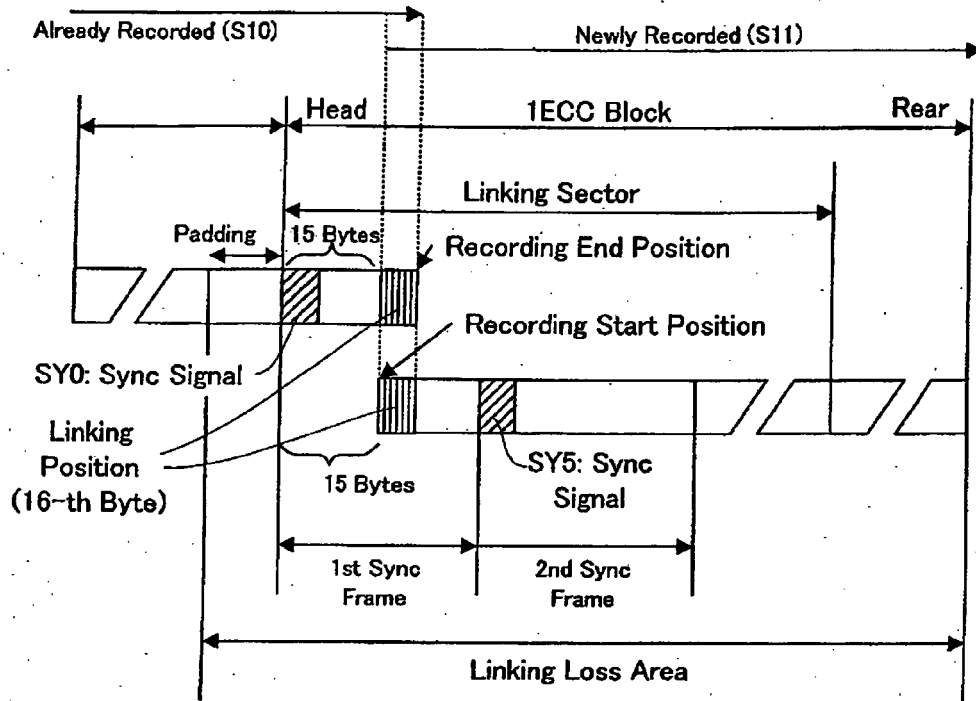 Already Recorded (S10)
Newly Recorded (S11)
Head
1ECC Block
Rear
Linking Sector
Padding
15 Bytes
Recording End Position
Recording Start Position
SY0: Sync Signal
Linking
Position
(16-th Byte)
15 Bytes
SY5: Sync
Signal
1st Sync
Frame
2nd Sync
Frame
Linking Loss Area